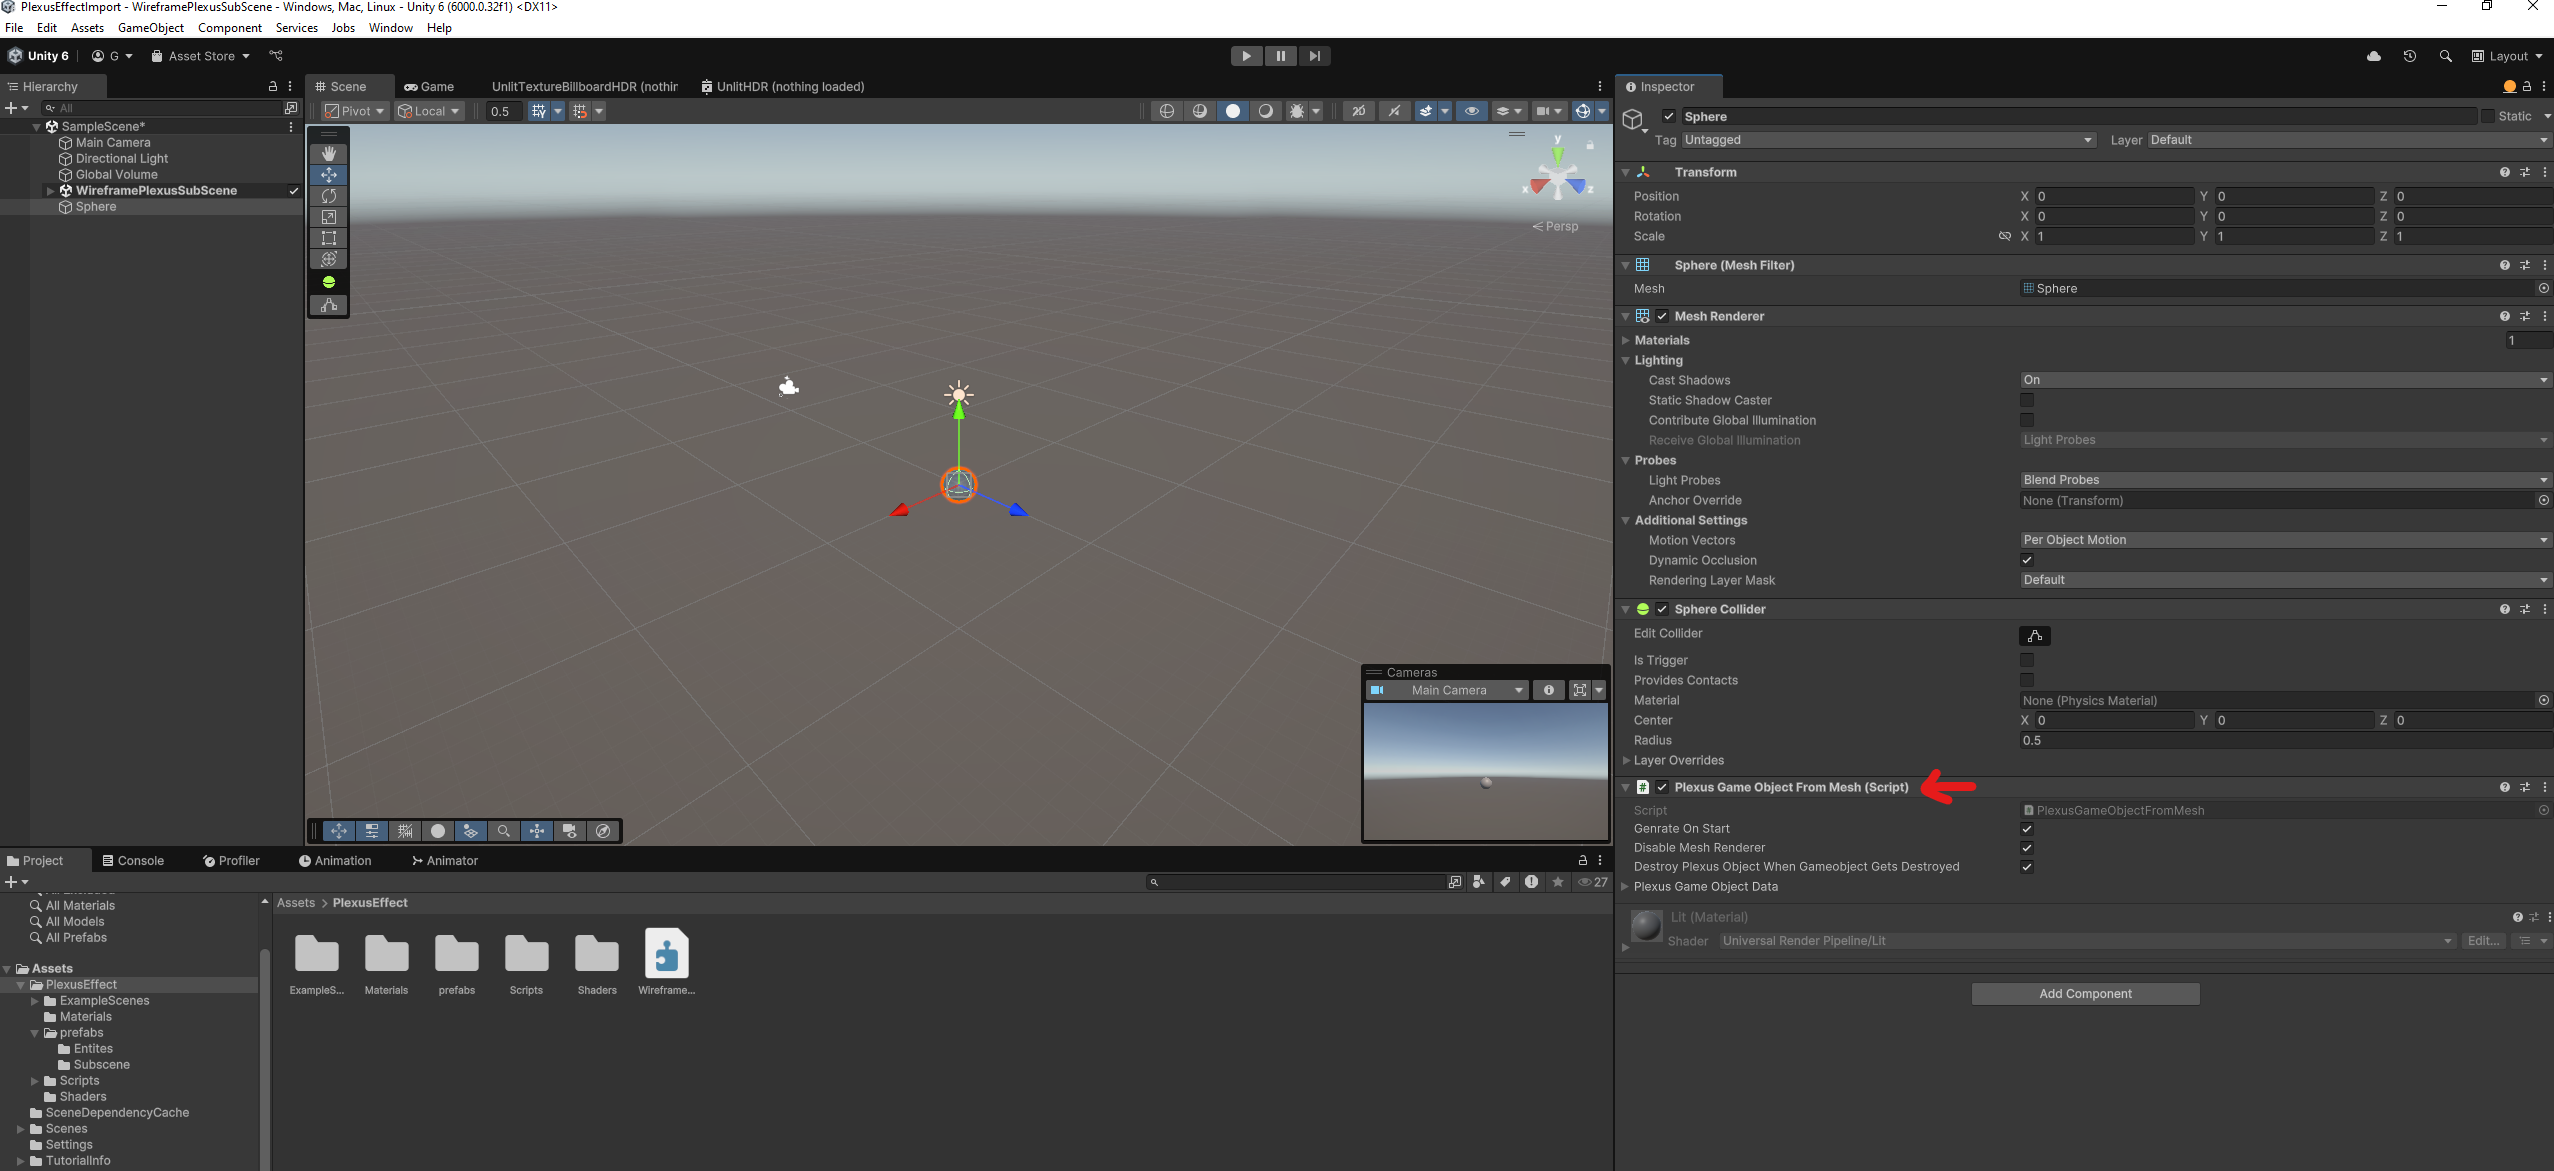 PlexusEffectImport - WireframePlexusSubScene - Windows, Mac, Linux - Unity 6 (6000.0.32f1) <DX11>
File Edit Assets GameObject Component Services Jobs Window Help
Unity 6 G Asset Store Layout
Hierarchy
All
SampleScene*
Main Camera
Directional Light
Global Volume
WireframePlexusSubScene
Sphere
Scene Game UnlitTextureBillboardHDR (nothin UnlitHDR (nothing loaded)
Pivot Local 0.5 2D
y
x z
Persp
Cameras
Main Camera
Inspector
Sphere Static
Tag Untagged Layer Default
Transform
Position X 0 Y 0 Z 0
Rotation X 0 Y 0 Z 0
Scale X 1 Y 1 Z 1
Sphere (Mesh Filter)
Mesh Sphere
Mesh Renderer
Materials 1
Lighting
Cast Shadows On
Static Shadow Caster
Contribute Global Illumination
Receive Global Illumination Light Probes
Probes
Light Probes Blend Probes
Anchor Override None (Transform)
Additional Settings
Motion Vectors Per Object Motion
Dynamic Occlusion
Rendering Layer Mask Default
Sphere Collider
Edit Collider
Is Trigger
Provides Contacts
Material None (Physics Material)
Center X 0 Y 0 Z 0
Radius 0.5
Layer Overrides
Plexus Game Object From Mesh (Script)
Script PlexusGameObjectFromMesh
Genrate On Start
Disable Mesh Renderer
Destroy Plexus Object When Gameobject Gets Destroyed
Plexus Game Object Data
Lit (Material)
Shader Universal Render Pipeline/Lit Edit...
Add Component
Project Console Profiler Animation Animator
27
All Materials
All Models
All Prefabs
Assets
PlexusEffect
ExampleScenes
Materials
prefabs
Entites
Subscene
Scripts
Shaders
SceneDependencyCache
Scenes
Settings
TutorialInfo
Assets > PlexusEffect
ExampleS... Materials prefabs Scripts Shaders Wireframe...